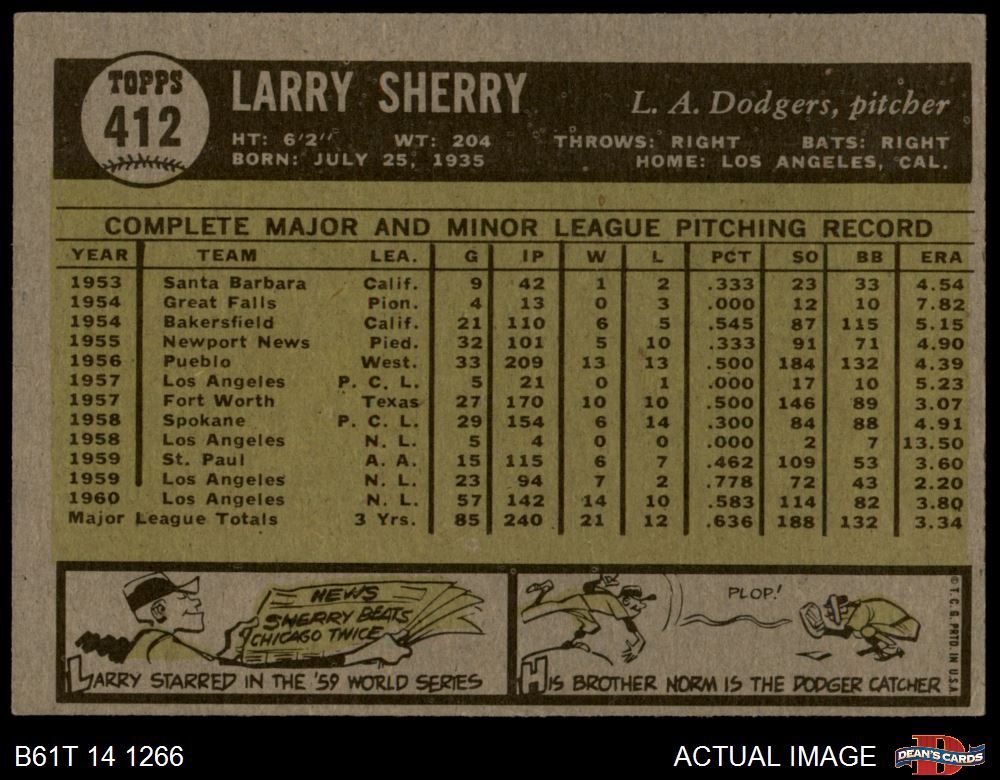 TOPPS
412
LARRY SHERRY
L. A. Dodgers, pitcher
HT: 6'2" WT: 204 THROWS: RIGHT BATS: RIGHT
BORN: JULY 25, 1935 HOME: LOS ANGELES, CAL.
COMPLETE MAJOR AND MINOR LEAGUE PITCHING RECORD
YEAR TEAM LEA. G IP W L PCT SO BB ERA
1953 Santa Barbara Calif. 9 42 1 2 .333 23 33 4.54
1954 Great Falls Pion. 4 13 0 3 .000 12 10 7.82
1954 Bakersfield Calif. 21 110 6 5 .545 87 115 5.15
1955 Newport News Pied. 32 101 5 10 .333 91 71 4.90
1956 Pueblo West. 33 209 13 13 .500 184 132 4.39
1957 Los Angeles P. C. L. 5 21 0 1 .000 17 10 5.23
1957 Fort Worth Texas 27 170 10 10 .500 146 89 3.07
1958 Spokane P. C. L. 29 154 6 14 .300 84 88 4.91
1958 Los Angeles N. L. 5 4 0 0 .000 2 7 13.50
1959 St. Paul A. A. 15 115 6 7 .462 109 53 3.60
1959 Los Angeles N. L. 23 94 7 2 .778 72 43 2.20
1960 Los Angeles N. L. 57 142 14 10 .583 114 82 3.80
Major League Totals 3 Yrs. 85 240 21 12 .636 188 132 3.34
NEWS
SHERRY BEATS
CHICAGO TWICE
LARRY STARRED IN THE '59 WORLD SERIES
PLOP!
HIS BROTHER NORM IS THE DODGER CATCHER
© T. C. G. PRTD. IN U.S.A.
B61T 14 1266
ACTUAL IMAGE
DEAN'S CARDS